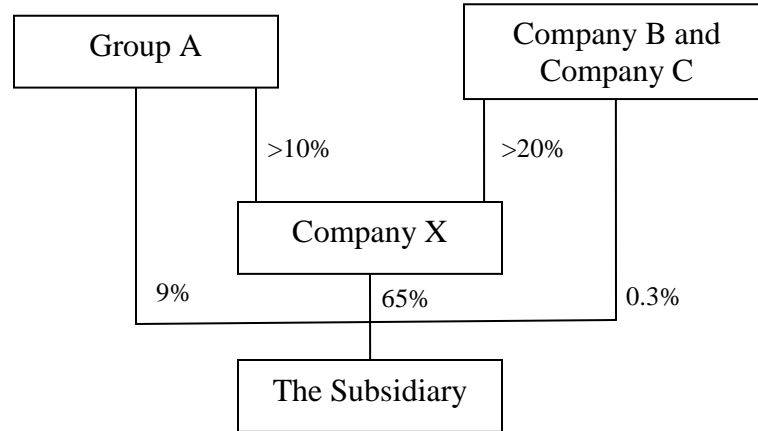 Group A
Company B and
Company C
>10%
>20%
Company X
9%
65%
0.3%
The Subsidiary